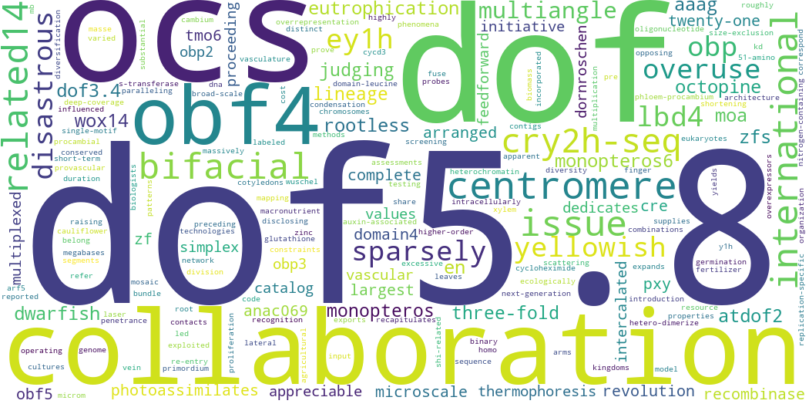 ocs dof
related14 disastrous
eutrophication multiangle aaag
proceeding ey1h initiative twenty-one
tmo6 obp2 judging obp
dof3.4 lineage feedforward dornroschen overuse
wox14 obf4 rootless octopine
international
lbd4 moa
arranged cry2h-seq zfs
bifacial monopteros6
complete centromere
dof5.8
multiplexed zf values dedicates cre
simplex domain4 issue
obp3 sparsely yellowish
catalog vascular en intercalated pxy
largest
dwarfish anac069 monopteros three-fold atdof2
collaboration
obf5 photoassimilates appreciable microscale thermophoresis revolution recombinase
cambium overrepresentation highly phenomena prove
diversification masse varied substantial distinct
vasculature fuse probes opposing multiplication
s-transferase dna broad-scale cycd3 pre
paralleling domain-leucine biomass incorporated
deep-coverage influenced cost condensation chromosomes
size-exclusion oligonucleotide kd 51-amino
phloem-procambium shortening architecture
nitrogen-containing correspond
single-motif conserved labeled methods
procambial massively screening contigs eukaryotes
short-term apparent diversity finger
provascular biologists cotyledons wuschel heterochromatin
duration patterns mapping assessments testing intracellularly
cauliflower macronutrient share xylem
raising preceding technologies disclosing glutathione zinc
belong higher-order auxin-associated
megabases network constraints excessive leaves
refer mosaic bundle segments division
cycloheximide scattering next-generation ecologically
supplies combinations y1h
germination fertilizer overexpressors
yields properties resource expands introduction
replication-specific organization
arf5 reported penetrance laser root code
operating genome contacts recognition exports
led recapitulates agricultural input
vein cultures re-entry primordium exploited
proliferation lateral shi-related
hetero-dimerize binary homo
sequence arms kingdoms model
roughly